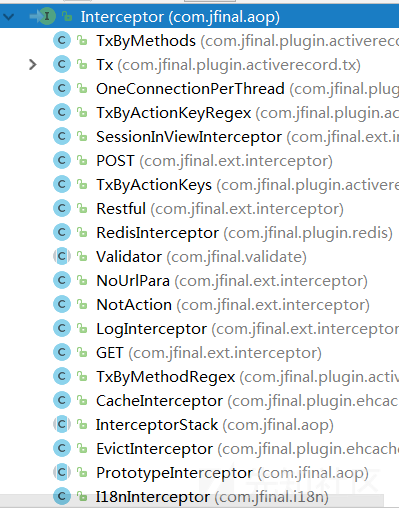 Interceptor (com.jfinal.aop)
TxByMethods (com.jfinal.plugin.activerecord
Tx (com.jfinal.plugin.activerecord.tx)
OneConnectionPerThread (com.jfinal.plugin
TxByActionKeyRegex (com.jfinal.plugin.ac
SessionInViewInterceptor (com.jfinal.ext.in
POST (com.jfinal.ext.interceptor)
TxByActionKeys (com.jfinal.plugin.activere
Restful (com.jfinal.ext.interceptor)
RedisInterceptor (com.jfinal.plugin.redis)
Validator (com.jfinal.validate)
NoUrlPara (com.jfinal.ext.interceptor)
NotAction (com.jfinal.ext.interceptor)
LogInterceptor (com.jfinal.ext.interceptor)
GET (com.jfinal.ext.interceptor)
TxByMethodRegex (com.jfinal.plugin.activ
CacheInterceptor (com.jfinal.plugin.ehcac
InterceptorStack (com.jfinal.aop)
EvictInterceptor (com.jfinal.plugin.ehcache
PrototypeInterceptor (com.jfinal.aop)
I18nInterceptor (com.jfinal.i18n)